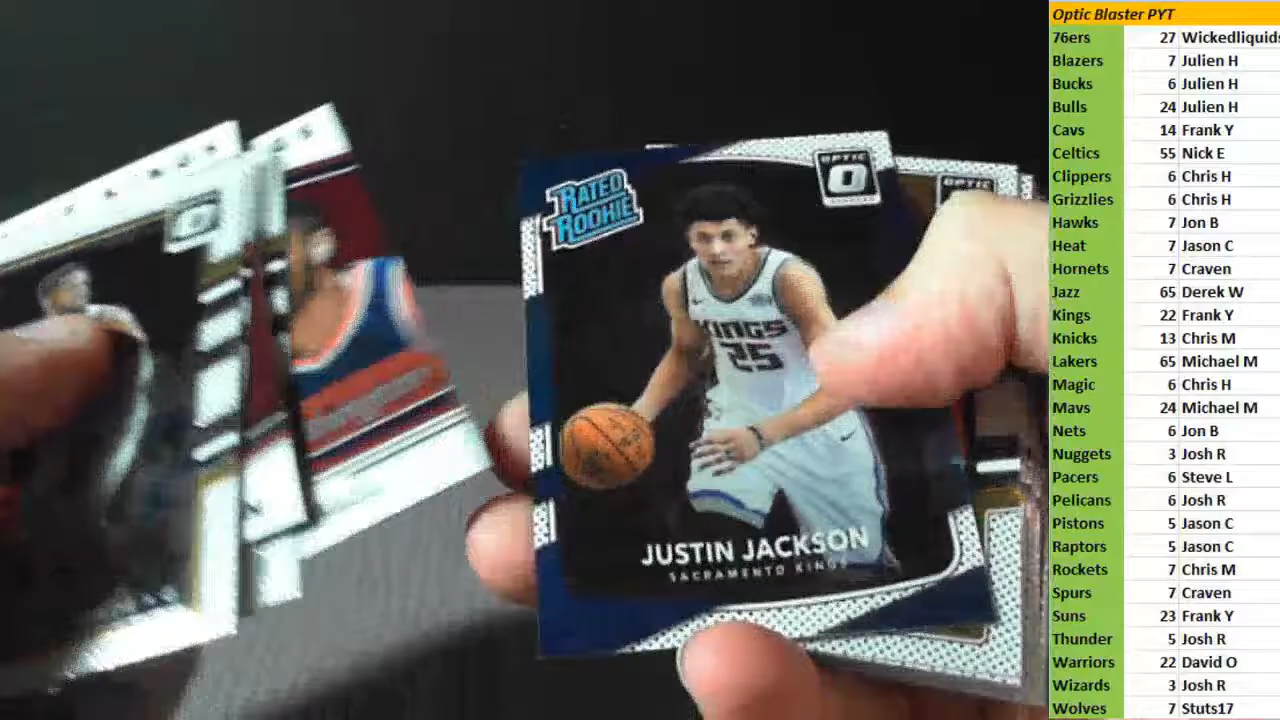 RATED
ROOKIE
OPTIC
KINGS
25
JUSTIN JACKSON
SACRAMENTO KINGS
OPTIC
Optic Blaster PYT
76ers 27 Wickedliquids
Blazers 7 Julien H
Bucks 6 Julien H
Bulls 24 Julien H
Cavs 14 Frank Y
Celtics 55 Nick E
Clippers 6 Chris H
Grizzlies 6 Chris H
Hawks 7 Jon B
Heat 7 Jason C
Hornets 7 Craven
Jazz 65 Derek W
Kings 22 Frank Y
Knicks 13 Chris M
Lakers 65 Michael M
Magic 6 Chris H
Mavs 24 Michael M
Nets 6 Jon B
Nuggets 3 Josh R
Pacers 6 Steve L
Pelicans 6 Josh R
Pistons 5 Jason C
Raptors 5 Jason C
Rockets 7 Chris M
Spurs 7 Craven
Suns 23 Frank Y
Thunder 5 Josh R
Warriors 22 David O
Wizards 3 Josh R
Wolves 7 Stuts17